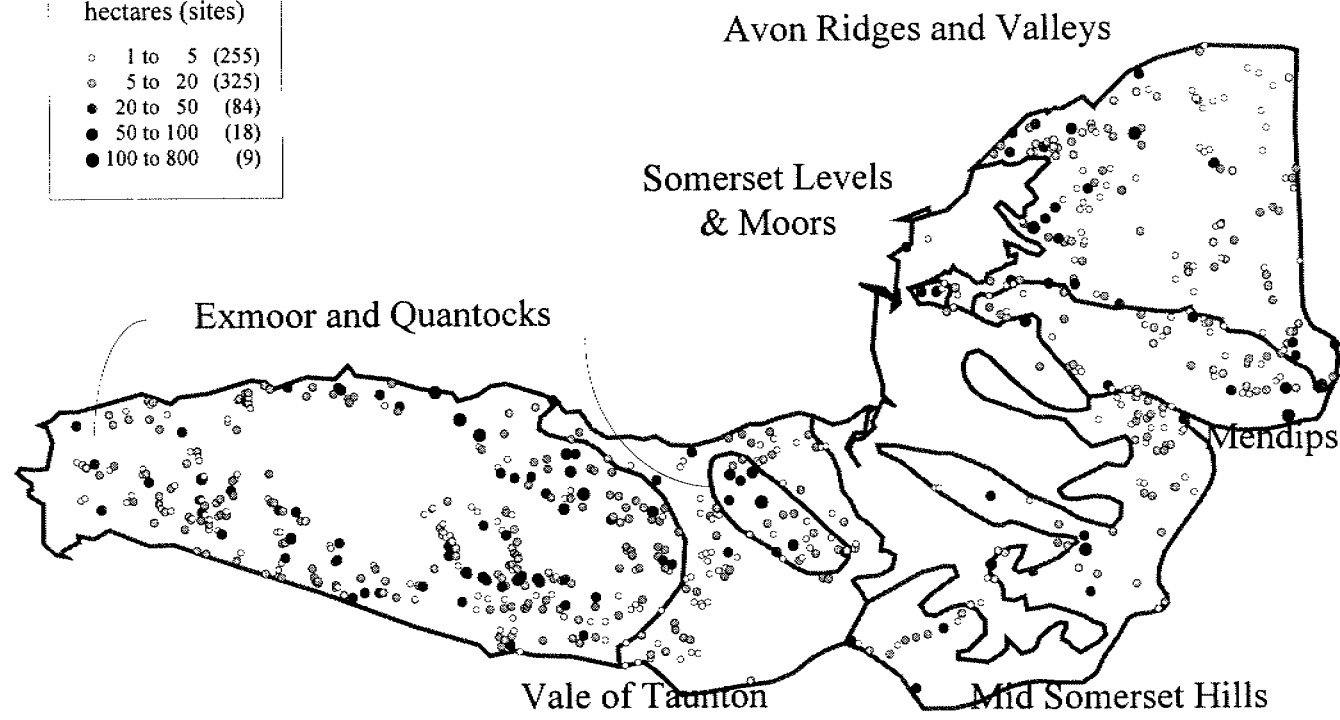 hectares (sites)
1 to 5 (255)
5 to 20 (325)
20 to 50 (84)
50 to 100 (18)
100 to 800 (9)
Avon Ridges and Valleys
Somerset Levels
& Moors
Exmoor and Quantocks
Mendips
Vale of Taunton
Mid Somerset Hills